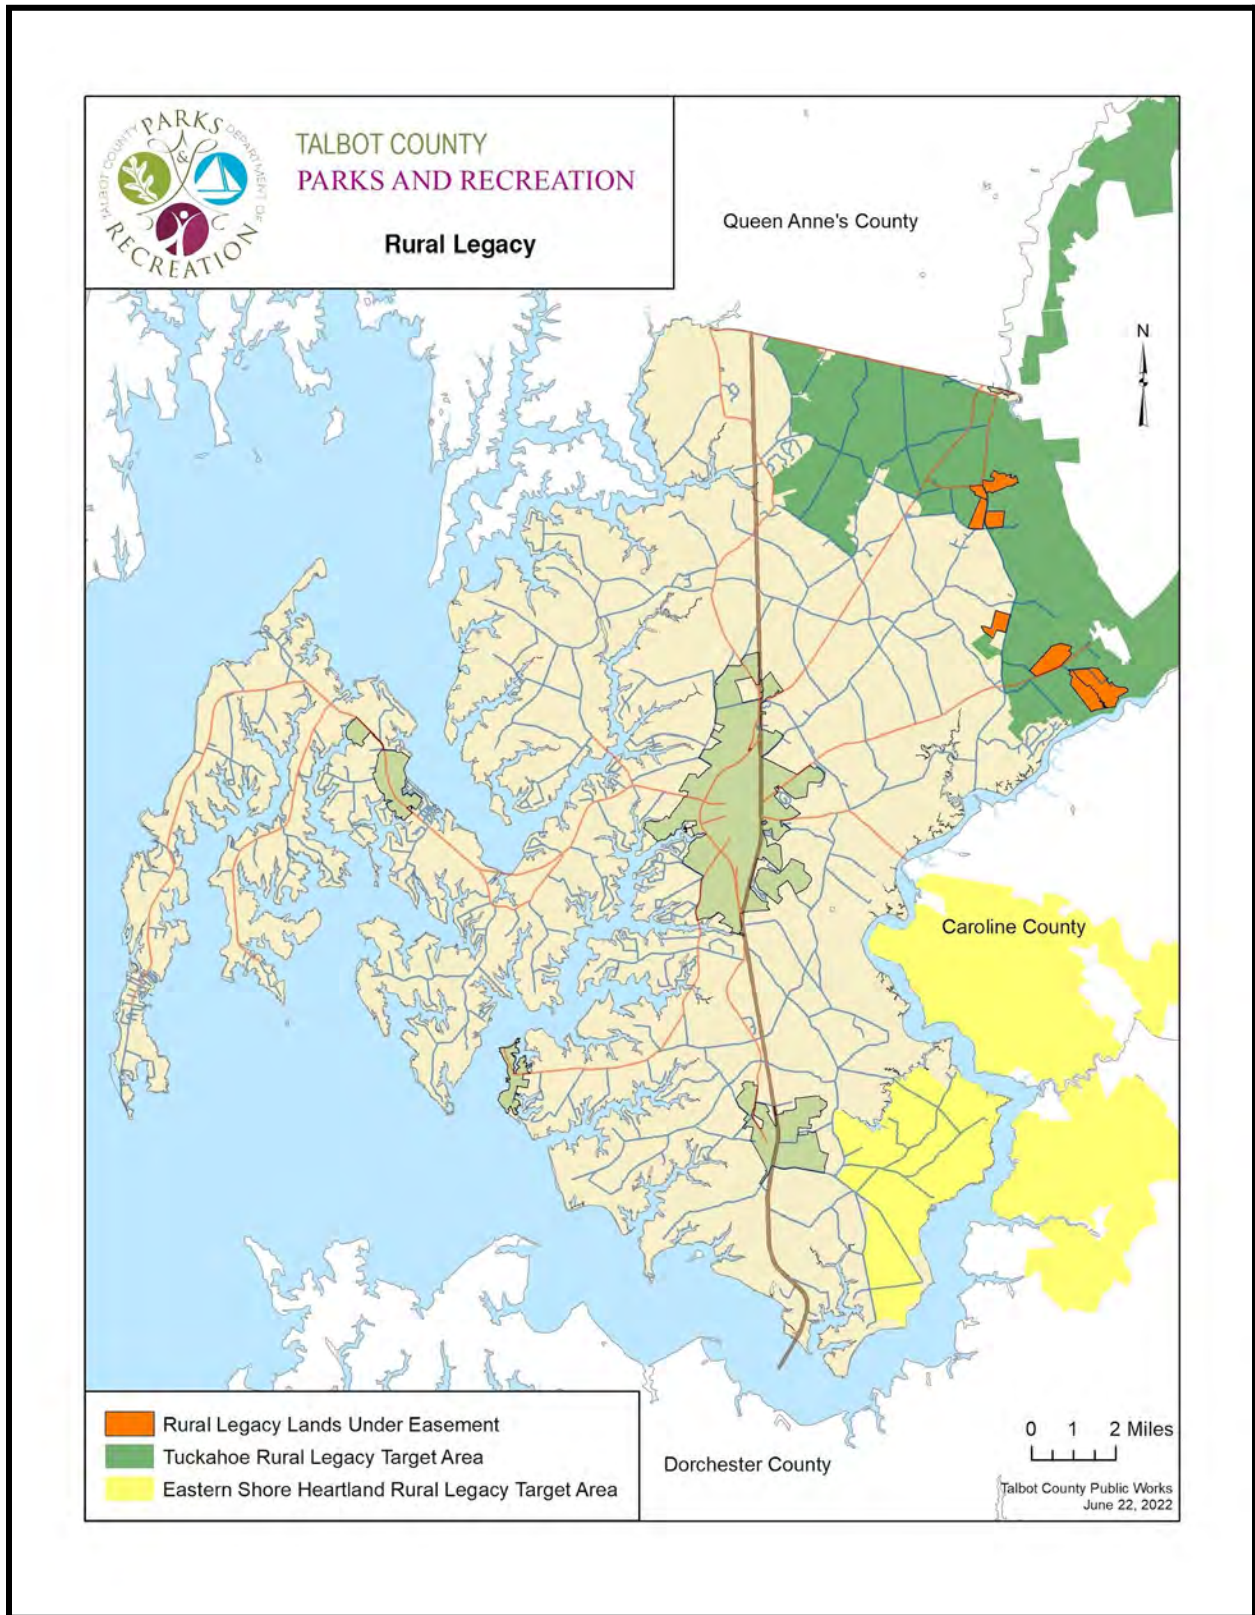 TALBOT COUNTY DEPARTMENT OF
PARKS
&
RECREATION
TALBOT COUNTY
PARKS AND RECREATION
Rural Legacy
Queen Anne's County
N
Caroline County
Rural Legacy Lands Under Easement
Tuckahoe Rural Legacy Target Area
Eastern Shore Heartland Rural Legacy Target Area
Dorchester County
0 1 2 Miles
Talbot County Public Works
June 22, 2022